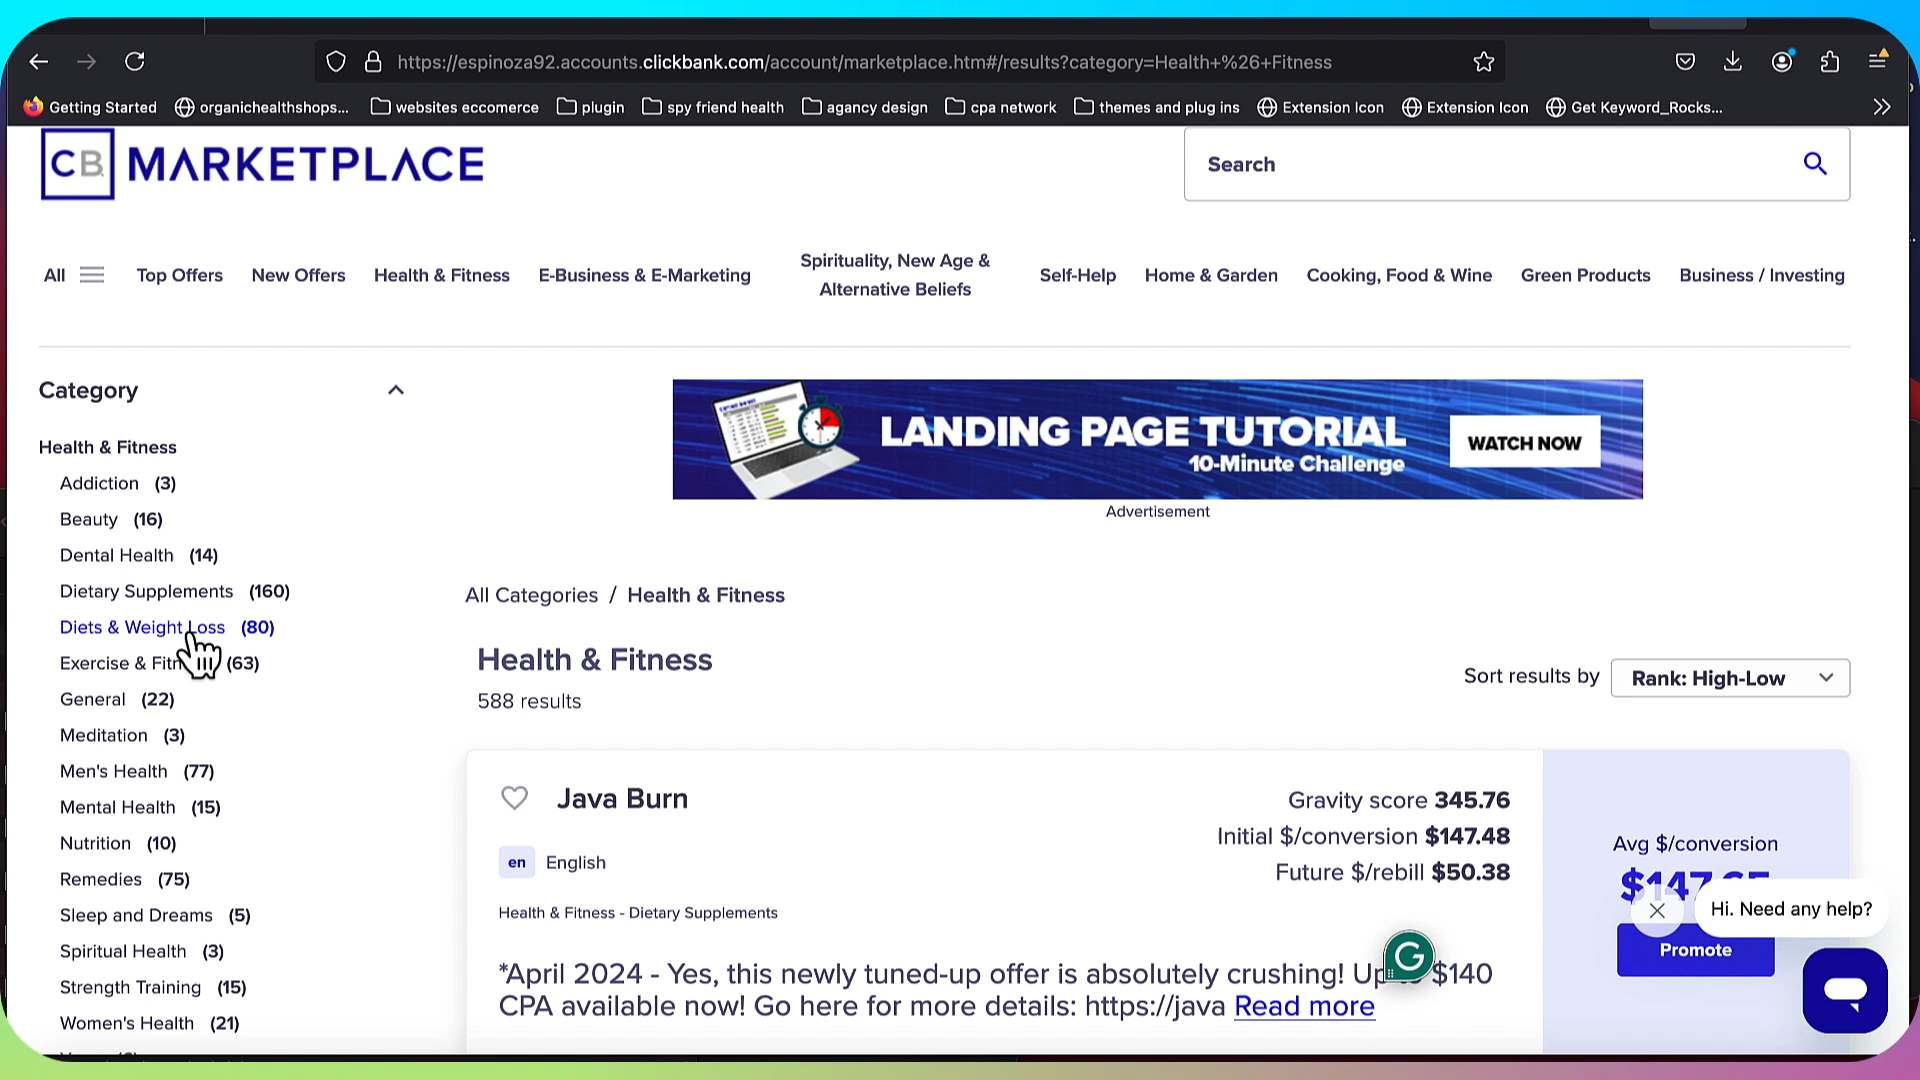 https://espinoza92.accounts.clickbank.com/account/marketplace.htm#/results?category=Health+%26+Fitness
Getting Started
organichealthshops...
websites eccomerce
plugin
spy friend health
agancy design
cpa network
themes and plug ins
Extension Icon
Extension Icon
Get Keyword_Rocks...
CB MARKETPLACE
Search
All
Top Offers
New Offers
Health & Fitness
E-Business & E-Marketing
Spirituality, New Age &
Alternative Beliefs
Self-Help
Home & Garden
Cooking, Food & Wine
Green Products
Business / Investing
Category
Health & Fitness
Addiction (3)
Beauty (16)
Dental Health (14)
Dietary Supplements (160)
Diets & Weight Loss (80)
Exercise & Fitn (63)
General (22)
Meditation (3)
Men's Health (77)
Mental Health (15)
Nutrition (10)
Remedies (75)
Sleep and Dreams (5)
Spiritual Health (3)
Strength Training (15)
Women's Health (21)
LANDING PAGE TUTORIAL
10-Minute Challenge
WATCH NOW
Advertisement
All Categories / Health & Fitness
Health & Fitness
588 results
Sort results by
Rank: High-Low
Java Burn
en English
Health & Fitness - Dietary Supplements
Gravity score 345.76
Initial $/conversion $147.48
Future $/rebill $50.38
*April 2024 - Yes, this newly tuned-up offer is absolutely crushing! Up $140
CPA available now! Go here for more details: https://java Read more
Avg $/conversion
Promote
Hi. Need any help?